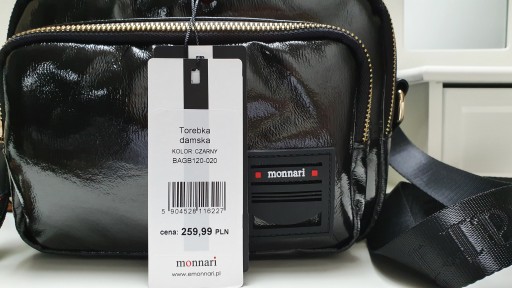 Torebka
damska
KOLOR: CZARNY
BAGB120-020
5 904528 116227
cena: 259,99 PLN
monnari
www.emonnari.pl
monnari